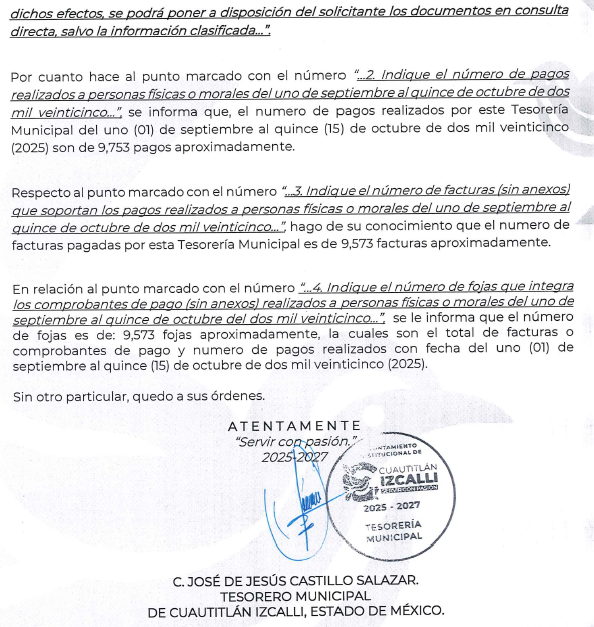 dichos efectos, se podrá poner a disposición del solicitante los documentos en consulta
directa, salvo la información clasificada...”.
Por cuanto hace al punto marcado con el número “...2. Indique el número de pagos
realizados a personas físicas o morales del uno de septiembre al quince de octubre de dos
mil veinticinco...”, se informa que, el numero de pagos realizados por este Tesorería
Municipal del uno (01) de septiembre al quince (15) de octubre de dos mil veinticinco
(2025) son de 9,753 pagos aproximadamente.
Respecto al punto marcado con el número “...3. Indique el número de facturas (sin anexos)
que soportan los pagos realizados a personas físicas o morales del uno de septiembre al
quince de octubre de dos mil veinticinco...”, hago de su conocimiento que el numero de
facturas pagadas por esta Tesorería Municipal es de 9,573 facturas aproximadamente.
En relación al punto marcado con el número “...4. Indique el número de fojas que integra
los comprobantes de pago (sin anexos) realizados a personas físicas o morales del uno de
septiembre al quince de octubre del dos mil veinticinco...”, se le informa que el número
de fojas es de: 9,573 fojas aproximadamente, la cuales son el total de facturas o
comprobantes de pago y numero de pagos realizados con fecha del uno (01) de
septiembre al quince (15) de octubre de dos mil veinticinco (2025).
Sin otro particular, quedo a sus órdenes.
ATENTAMENTE
“Servir con pasión.”
2025-2027
CUAUTITLÁN
IZCALLI
SERVIR CON PASIÓN
2025 - 2027
TESORERÍA
MUNICIPAL
C. JOSÉ DE JESÚS CASTILLO SALAZAR.
TESORERO MUNICIPAL
DE CUAUTITLÁN IZCALLI, ESTADO DE MÉXICO.